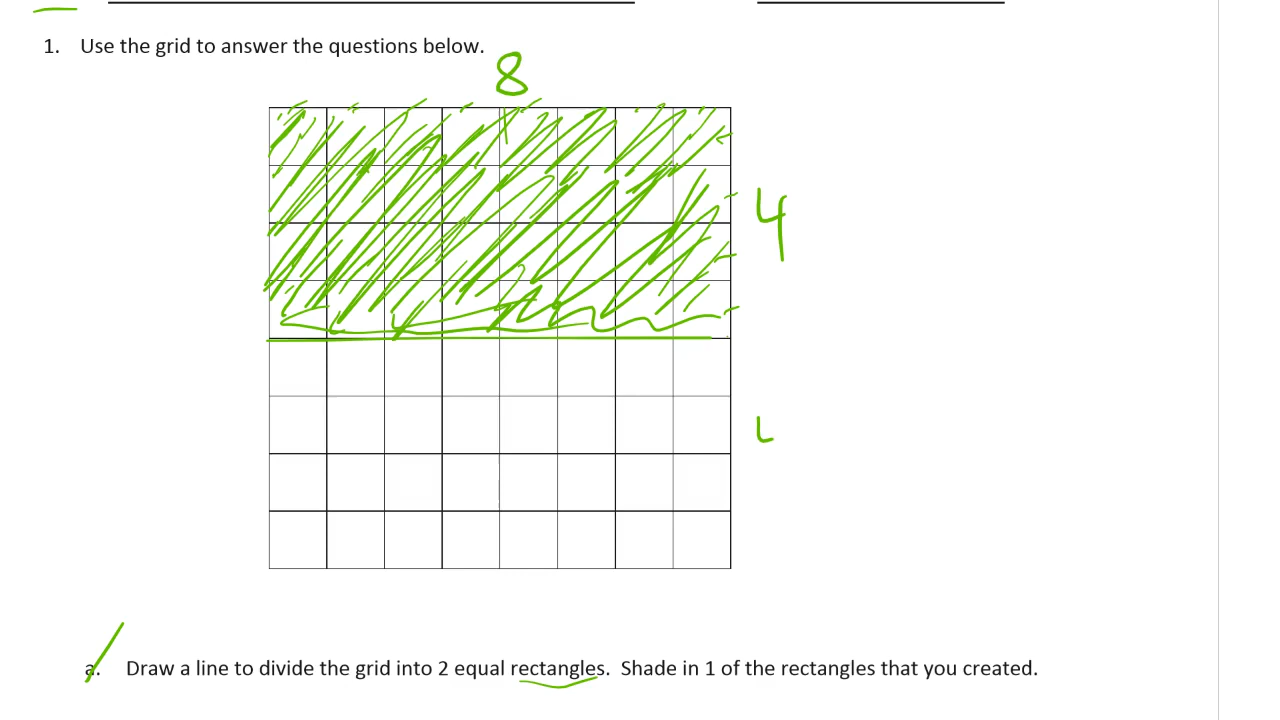 1. Use the grid to answer the questions below.
8
4
a. Draw a line to divide the grid into 2 equal rectangles. Shade in 1 of the rectangles that you created.